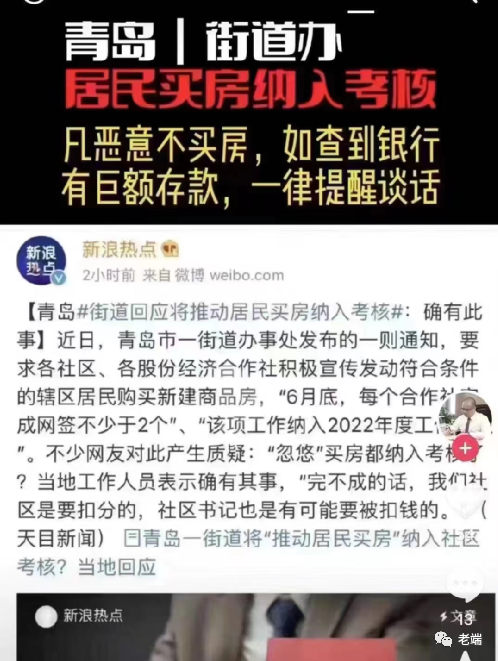 青岛｜街道办
居民买房纳入考核
凡恶意不买房，如查到银行
有巨额存款，一律提醒谈话
新浪
热点
新浪热点
2小时前 来自 微博 weibo.com
【青岛#街道回应将推动居民买房纳入考核#：确有此
事】近日，青岛市一街道办事处发布的一则通知，要
求各社区、各股份经济合作社积极宣传发动符合条件
的辖区居民购买新建商品房，“6月底，每个合作社
成网签不少于2个”、“该项工作纳入2022年度工
”。不少网友对此产生质疑：“忽悠”买房都纳入考核
？当地工作人员表示确有其事，“完不成的话，我们社
区是要扣分的，社区书记也是有可能要被扣钱的。”（
天目新闻）青岛一街道将“推动居民买房”纳入社区
考核？当地回应
新浪热点
文章
13
老端